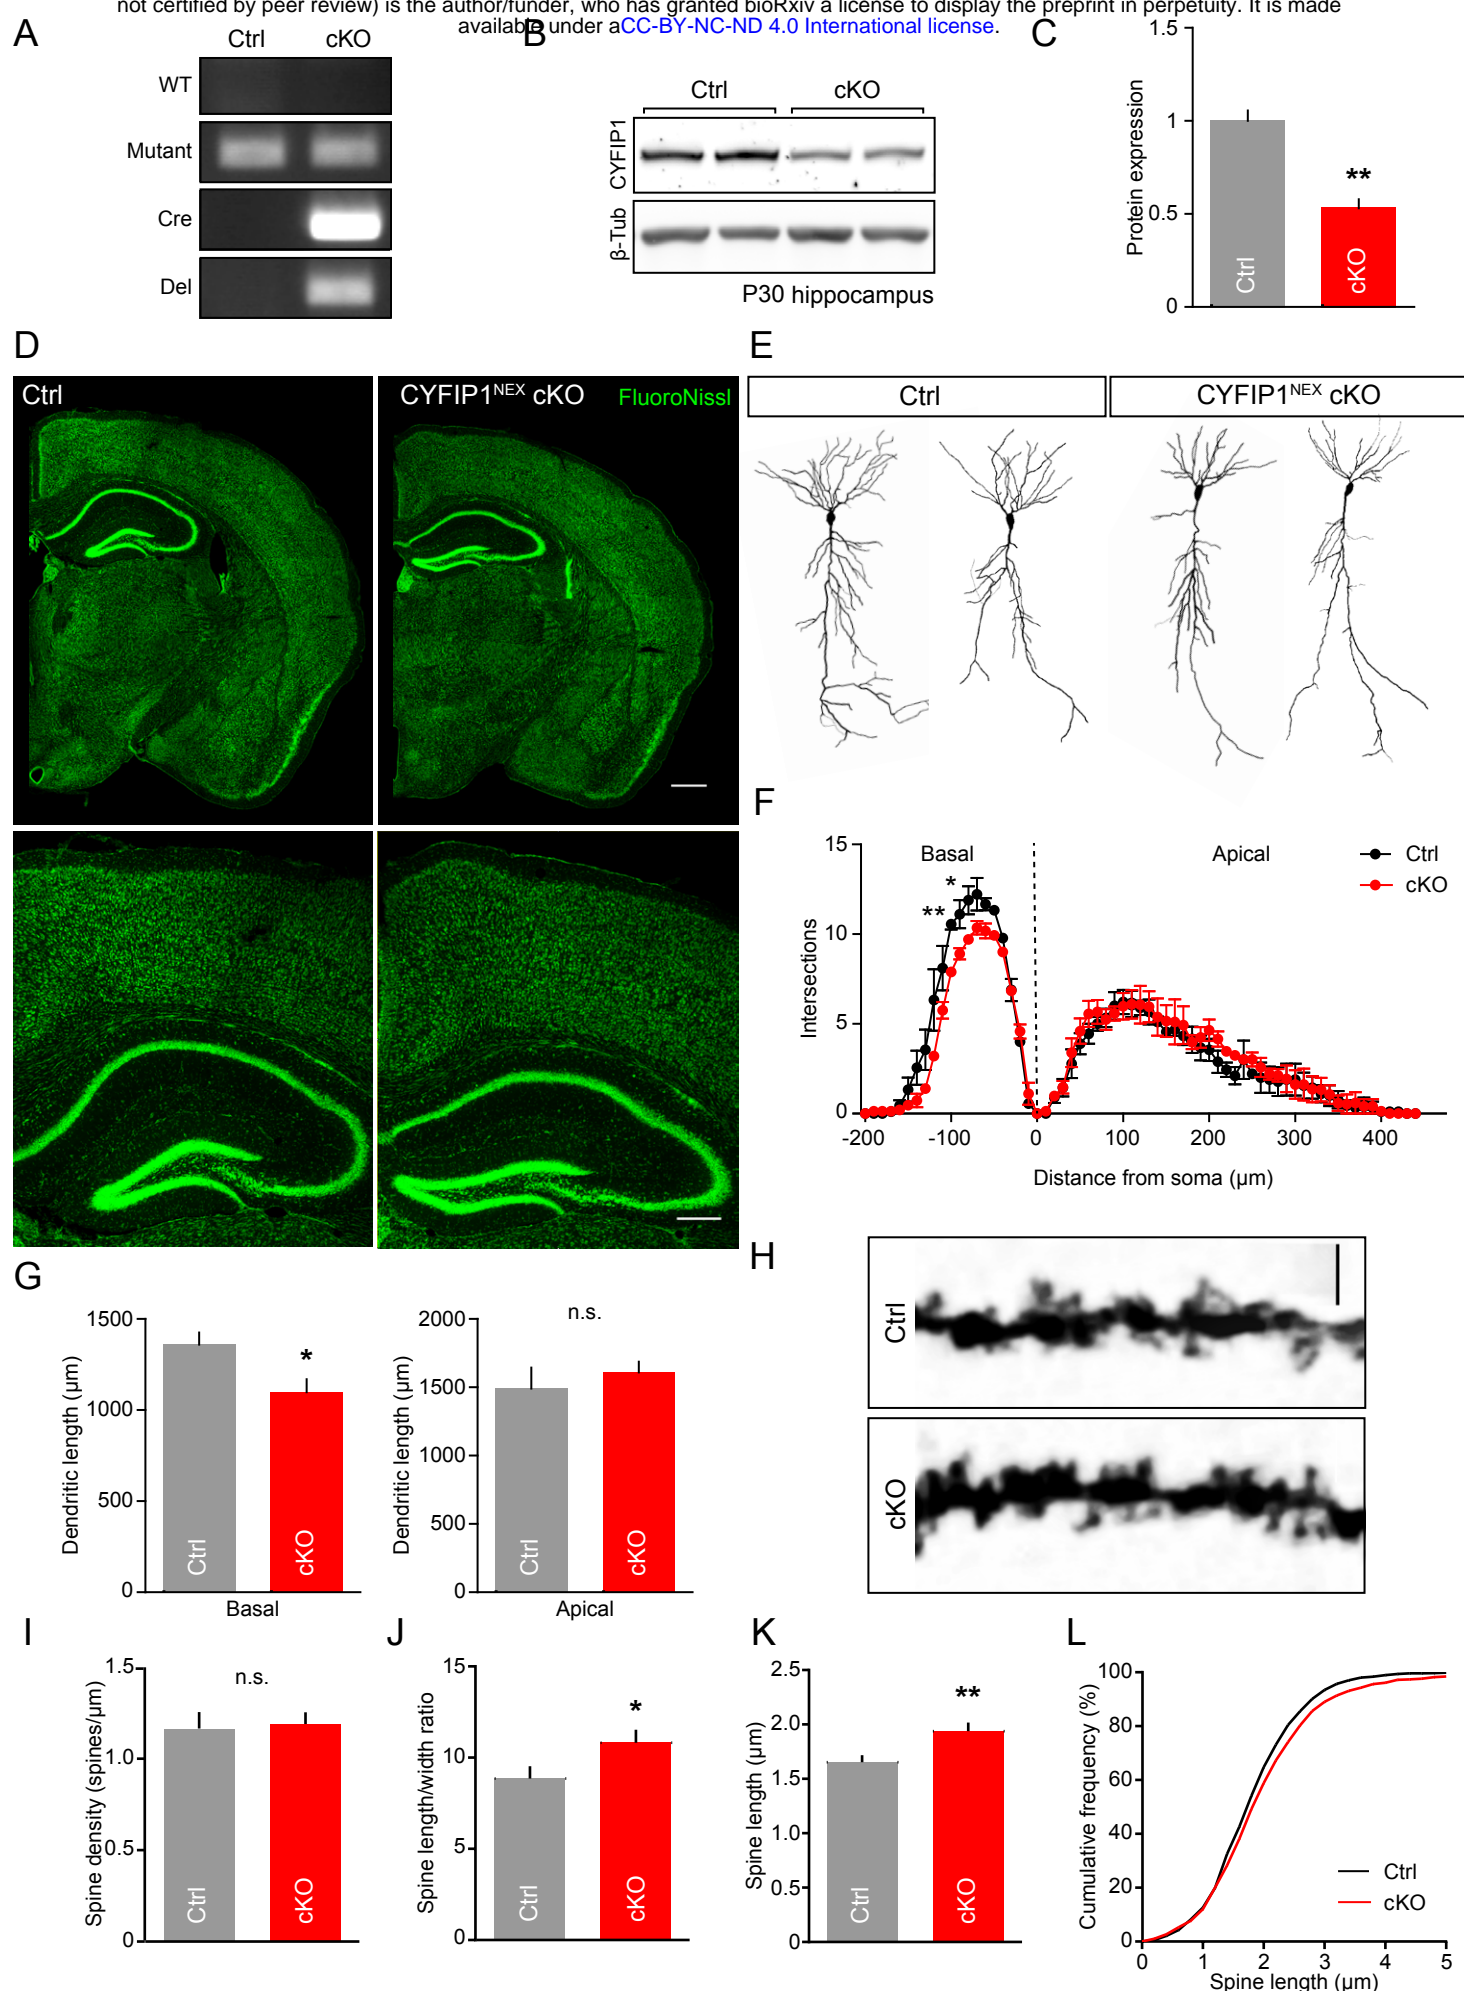 not certified by peer review) is the author/funder, who has granted bioRxiv a license to display the preprint in perpetuity. It is made
available under aCC-BY-NC-ND 4.0 International license.
A
Ctrl cKO
WT
Mutant
Cre
Del
B
Ctrl cKO
CYFIP1
β-Tub
P30 hippocampus
C
Protein expression
1.5
1
0.5
0
Ctrl
**
cKO
D
Ctrl
CYFIP1NEX cKO
FluoroNissl
E
Ctrl
CYFIP1NEX cKO
F
Intersections
15
10
5
0
Basal
Apical
*
**
Ctrl
cKO
-200 -100 0 100 200 300 400
Distance from soma (µm)
G
Dendritic length (µm)
1500
1000
500
0
*
Ctrl
cKO
Basal
Dendritic length (µm)
2000
1500
1000
500
0
n.s.
Ctrl
cKO
Apical
H
Ctrl
cKO
I
Spine density (spines/µm)
1.5
1.0
0.5
0
n.s.
Ctrl
cKO
J
Spine length/width ratio
15
10
5
0
*
Ctrl
cKO
K
Spine length (µm)
2.5
2.0
1.5
1.0
0.5
0
**
Ctrl
cKO
L
Cumulative frequency (%)
100
80
60
40
20
0
Ctrl
cKO
0 1 2 3 4 5
Spine length (µm)